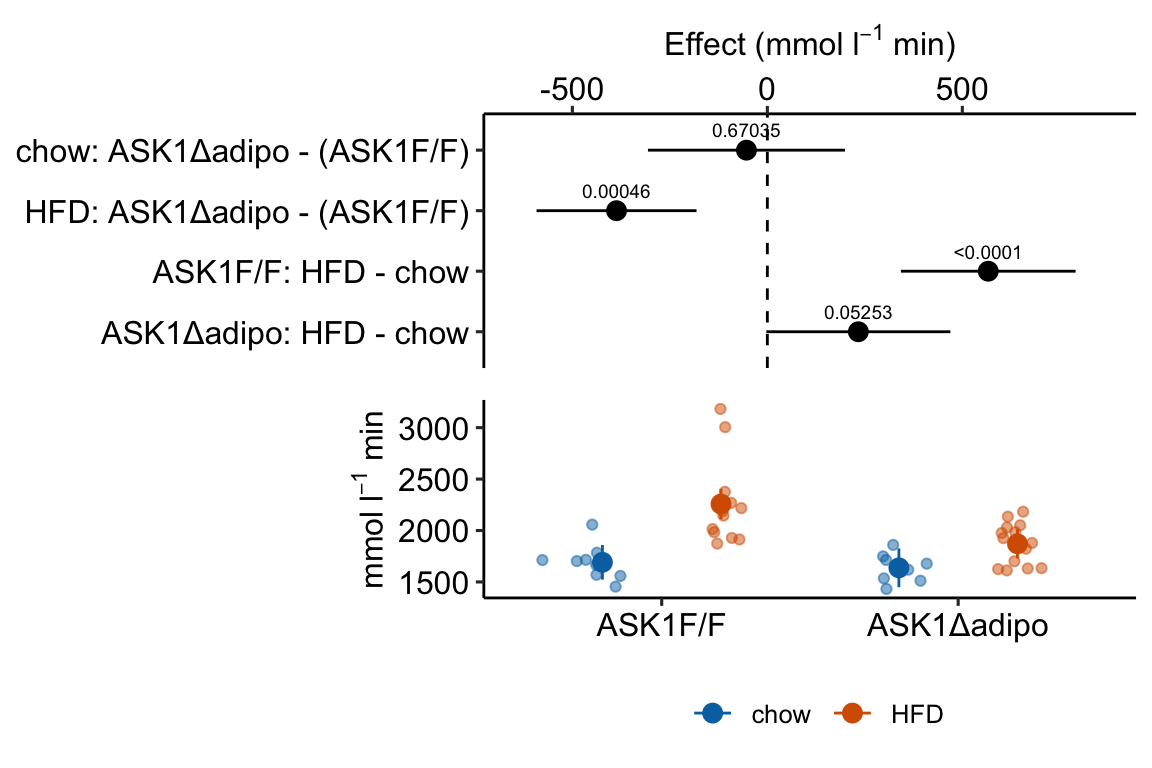 Effect (mmol l⁻¹ min)
-500 0 500
chow: ASK1Δadipo - (ASK1F/F) 0.67035
HFD: ASK1Δadipo - (ASK1F/F) 0.00046
ASK1F/F: HFD - chow <0.0001
ASK1Δadipo: HFD - chow 0.05253
mmol l⁻¹ min
3000
2500
2000
1500
ASK1F/F ASK1Δadipo
chow HFD